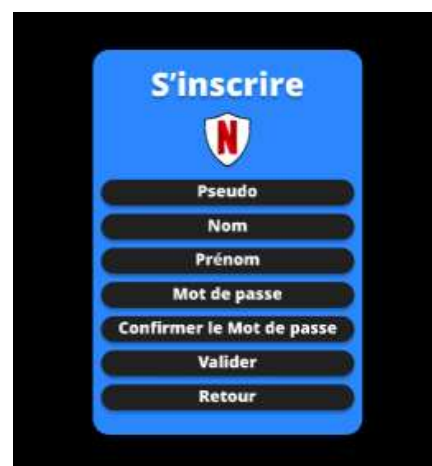 S'inscrire
N
Pseudo
Nom
Prénom
Mot de passe
Confirmer le Mot de passe
Valider
Retour